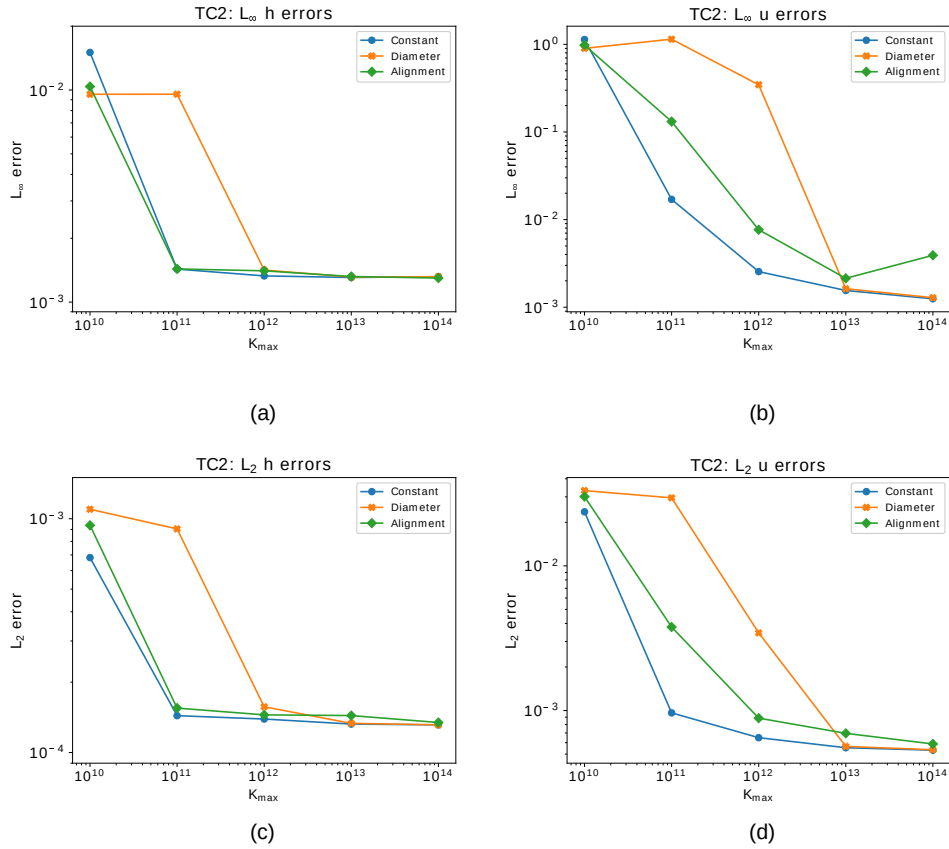 TC2: L∞ h errors
Constant
Diameter
Alignment
10⁻²
10⁻³
L∞ error
10¹⁰ 10¹¹ 10¹² 10¹³ 10¹⁴
Kmax
(a)
TC2: L∞ u errors
Constant
Diameter
Alignment
10⁰
10⁻¹
10⁻²
10⁻³
L∞ error
10¹⁰ 10¹¹ 10¹² 10¹³ 10¹⁴
Kmax
(b)
TC2: L₂ h errors
Constant
Diameter
Alignment
10⁻³
10⁻⁴
L₂ error
10¹⁰ 10¹¹ 10¹² 10¹³ 10¹⁴
Kmax
(c)
TC2: L₂ u errors
Constant
Diameter
Alignment
10⁻²
10⁻³
L₂ error
10¹⁰ 10¹¹ 10¹² 10¹³ 10¹⁴
Kmax
(d)